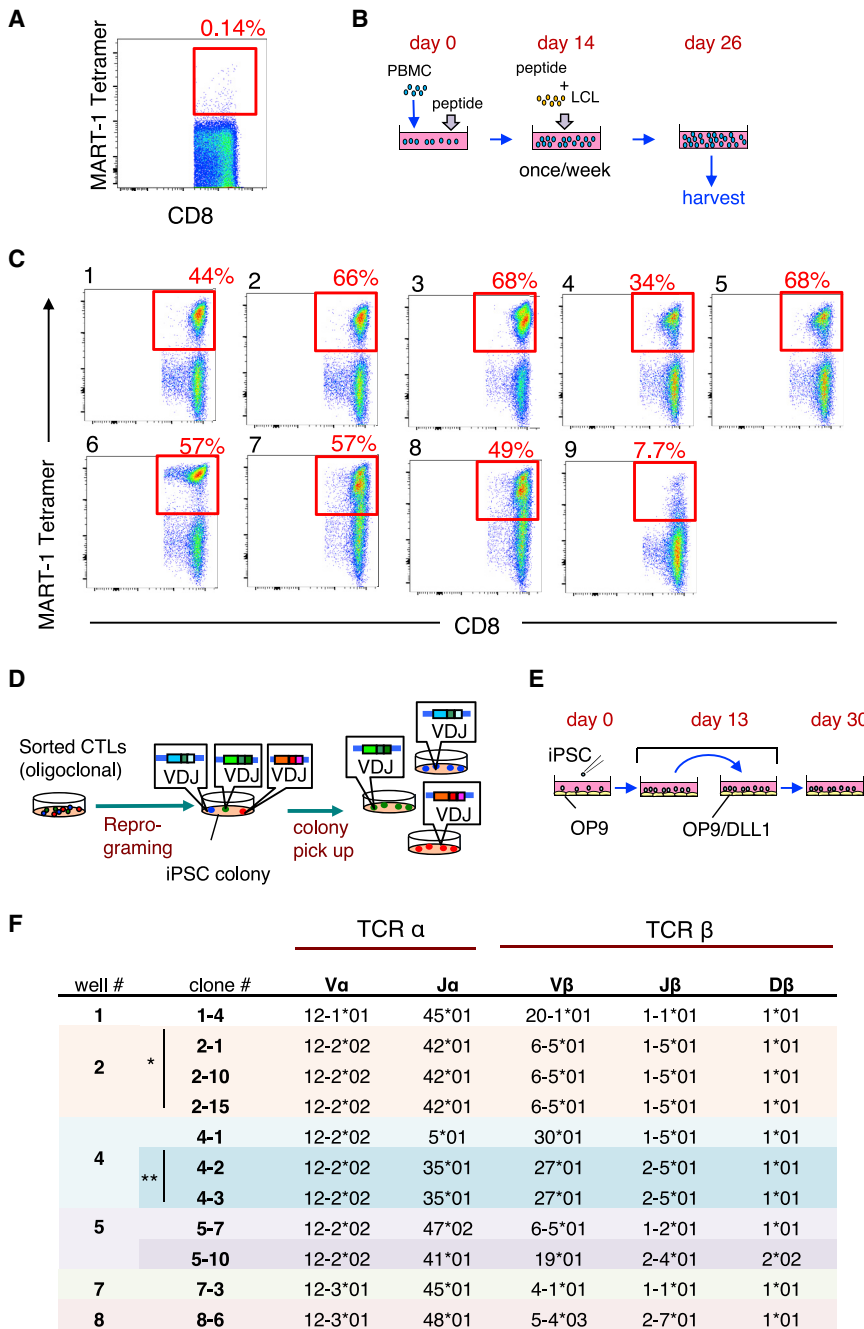 A
0.14%
MART-1 Tetramer
CD8
B
day 0
day 14
day 26
PBMC
peptide
peptide
+
LCL
once/week
harvest
C
1
44%
2
66%
3
68%
4
34%
5
68%
6
57%
7
57%
8
49%
9
7.7%
MART-1 Tetramer
CD8
D
Sorted CTLs
(oligoclonal)
Repro-
graming
VDJ
VDJ
VDJ
iPSC colony
colony
pick up
VDJ
VDJ
VDJ
E
day 0
day 13
day 30
iPSC
OP9
OP9/DLL1
F
TCR α TCR β
well # clone # Vα Jα Vβ Jβ Dβ
1 1-4 12-1*01 45*01 20-1*01 1-1*01 1*01
2 * 2-1 12-2*02 42*01 6-5*01 1-5*01 1*01
2-10 12-2*02 42*01 6-5*01 1-5*01 1*01
2-15 12-2*02 42*01 6-5*01 1-5*01 1*01
4 4-1 12-2*02 5*01 30*01 1-5*01 1*01
** 4-2 12-2*02 35*01 27*01 2-5*01 1*01
4-3 12-2*02 35*01 27*01 2-5*01 1*01
5 5-7 12-2*02 47*02 6-5*01 1-2*01 1*01
5-10 12-2*02 41*01 19*01 2-4*01 2*02
7 7-3 12-3*01 45*01 4-1*01 1-1*01 1*01
8 8-6 12-3*01 48*01 5-4*03 2-7*01 1*01